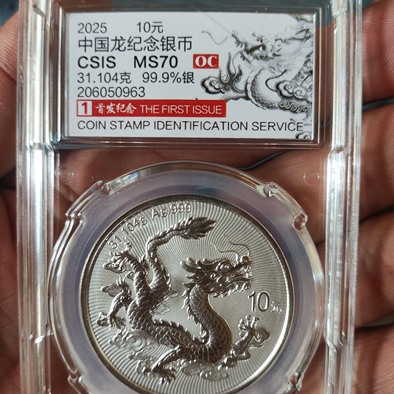 2025 10元
中国龙纪念银币
CSIS MS70 OC
31.104克 99.9%银
206050963
1 首发纪念 THE FIRST ISSUE
COIN STAMP IDENTIFICATION SERVICE
31.104g Ag.999
10元